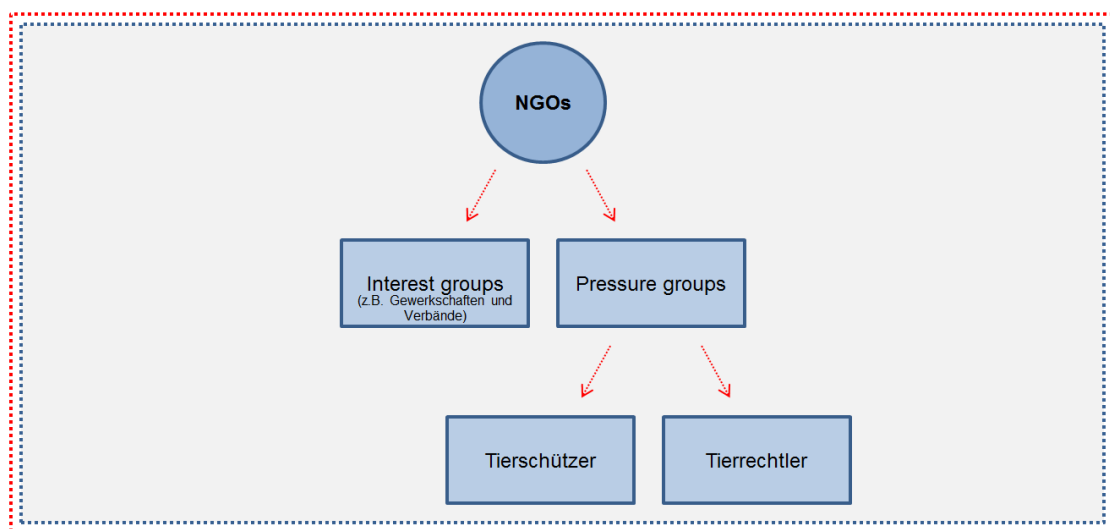 NGOs
Interest groups
(z.B. Gewerkschaften und
Verbände)
Pressure groups
Tierschützer
Tierrechtler